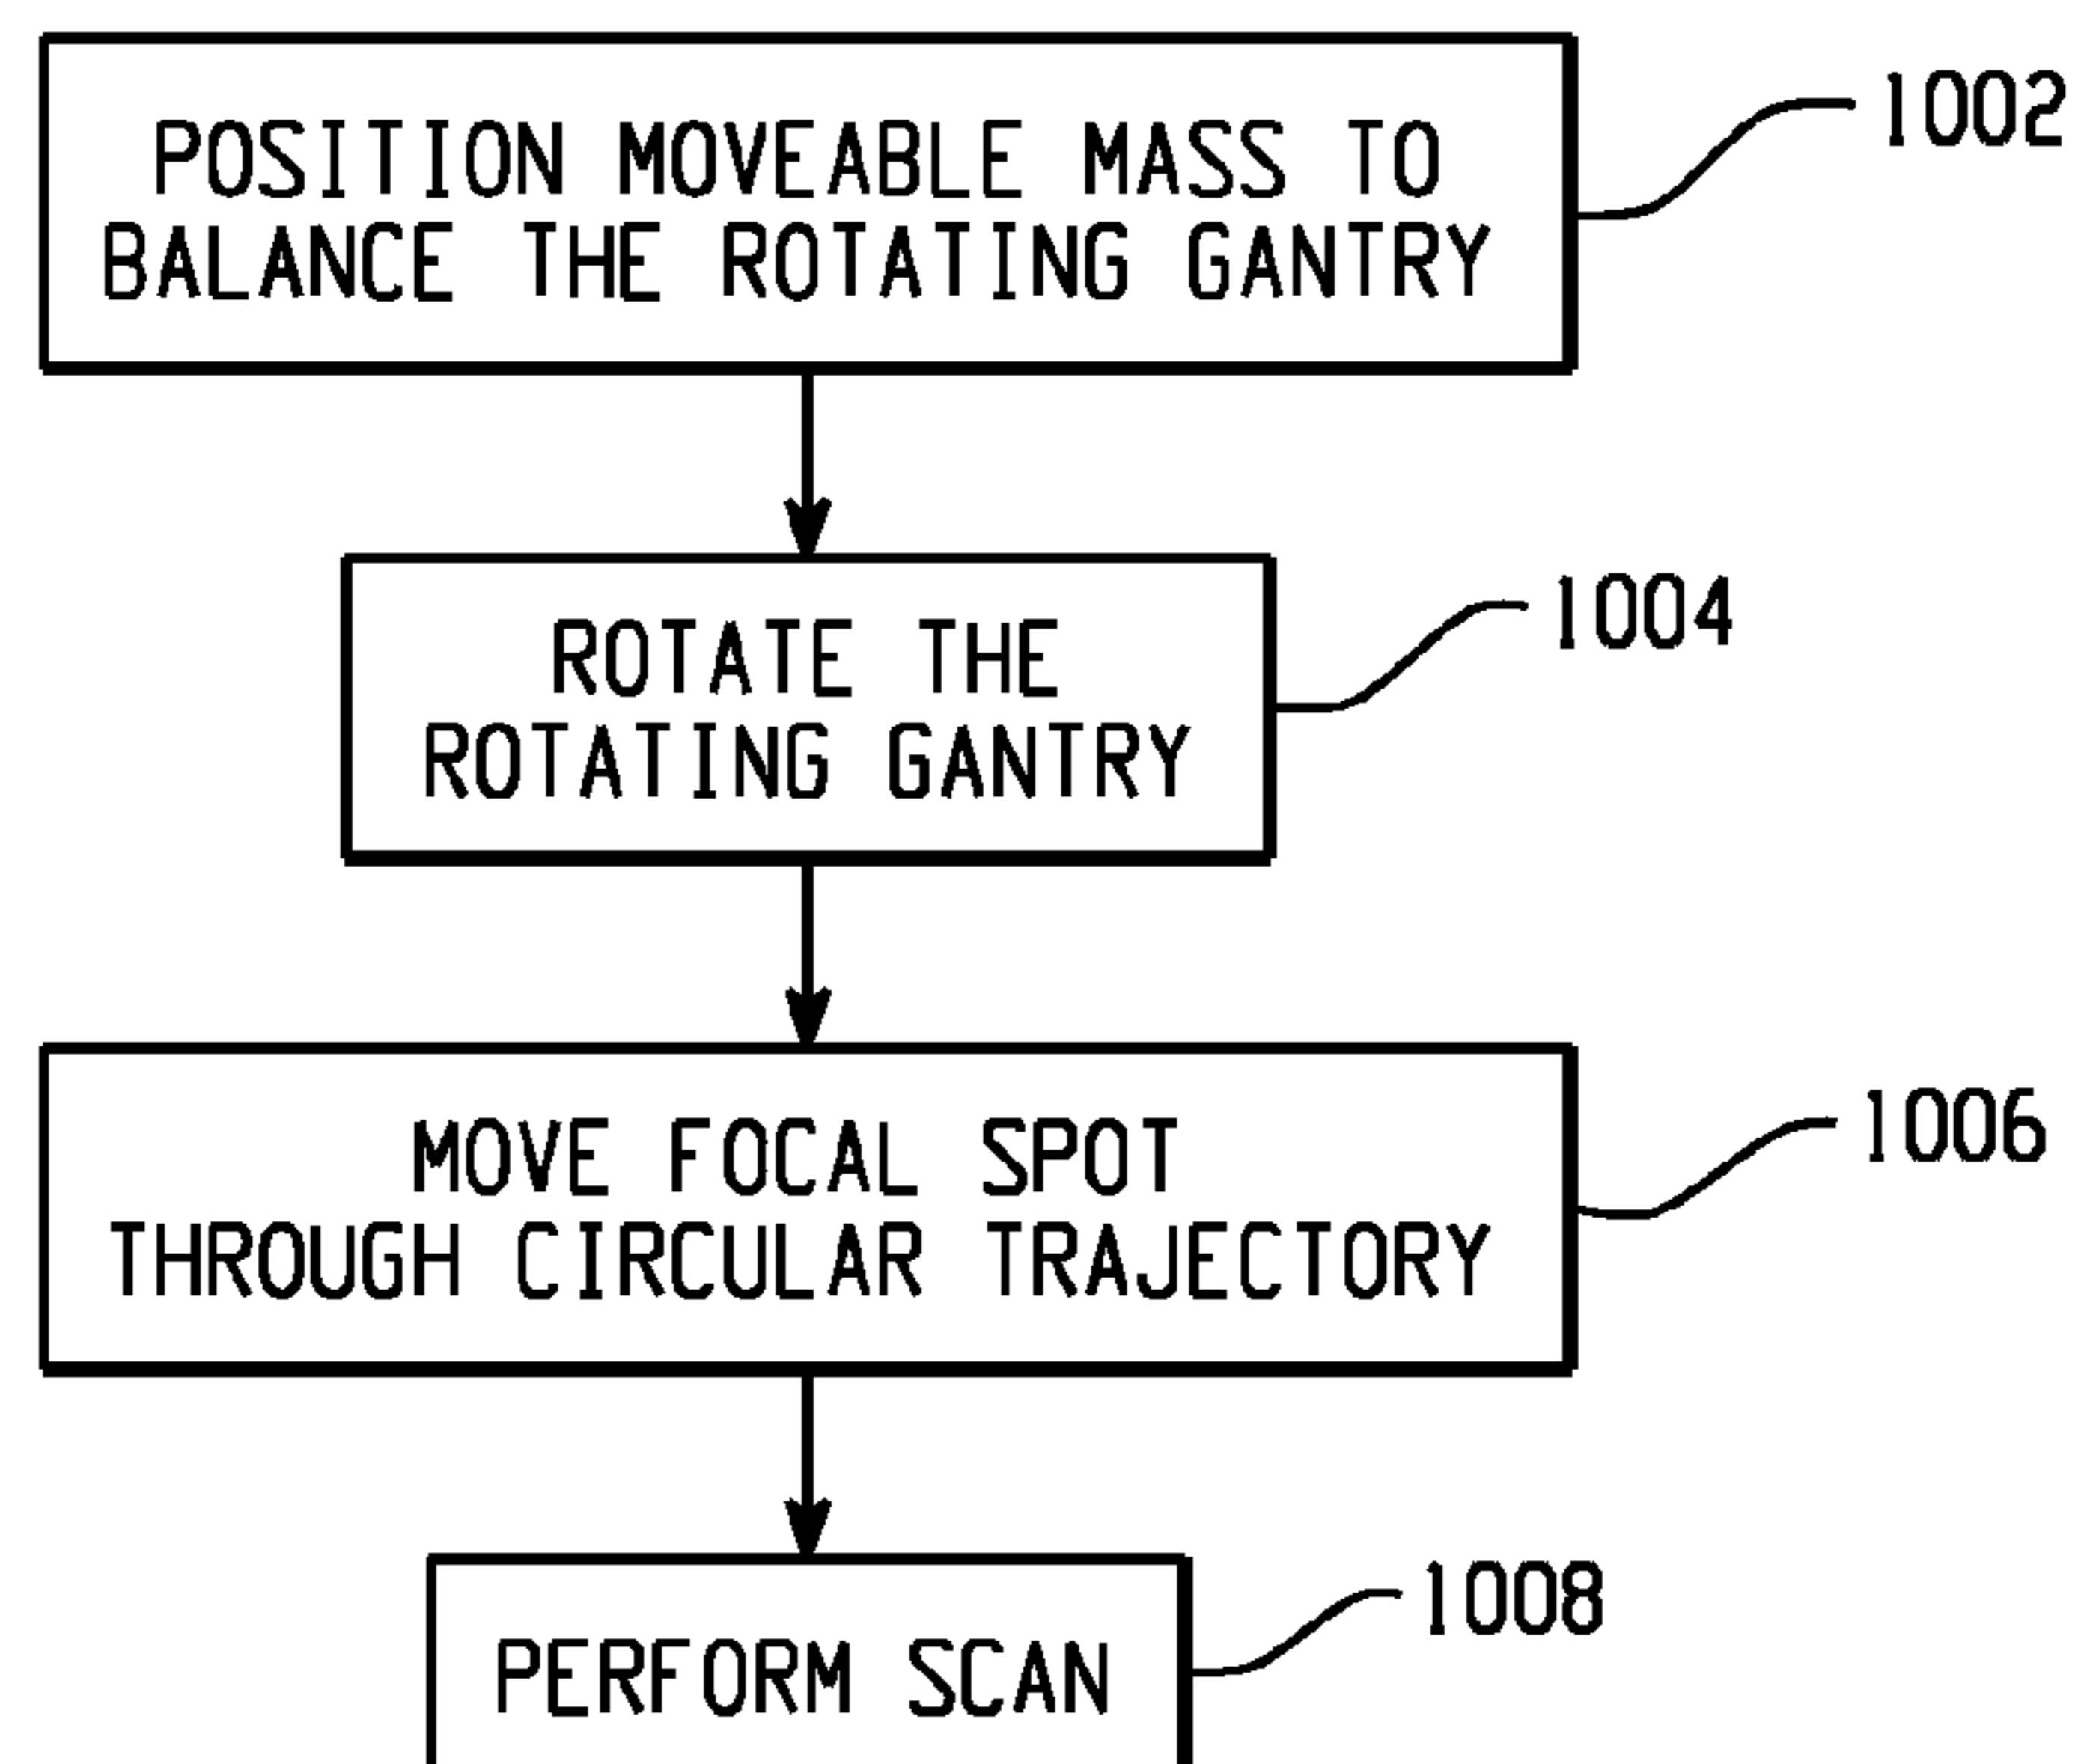 POSITION MOVEABLE MASS TO
BALANCE THE ROTATING GANTRY
1002
ROTATE THE
ROTATING GANTRY
1004
MOVE FOCAL SPOT
THROUGH CIRCULAR TRAJECTORY
1006
PERFORM SCAN
1008